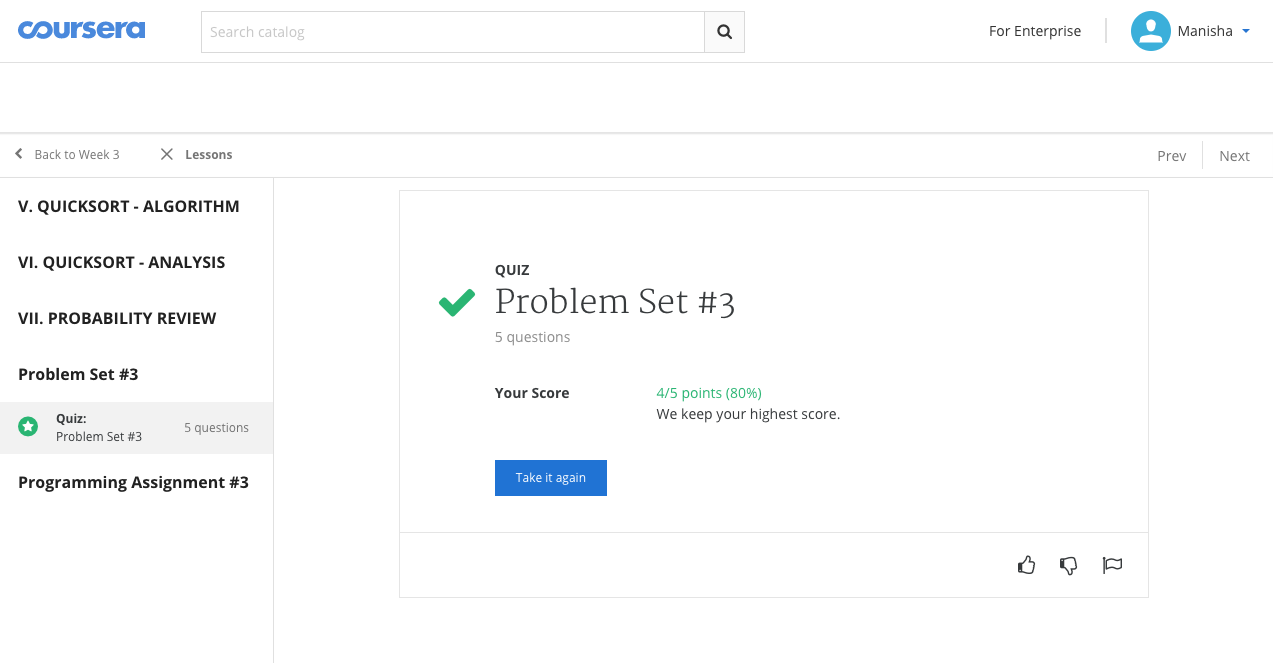 coursera
Search catalog
For Enterprise
Manisha
Back to Week 3
Lessons
Prev
Next
V. QUICKSORT - ALGORITHM
VI. QUICKSORT - ANALYSIS
VII. PROBABILITY REVIEW
Problem Set #3
Quiz:
Problem Set #3
5 questions
Programming Assignment #3
QUIZ
Problem Set #3
5 questions
Your Score
4/5 points (80%)
We keep your highest score.
Take it again